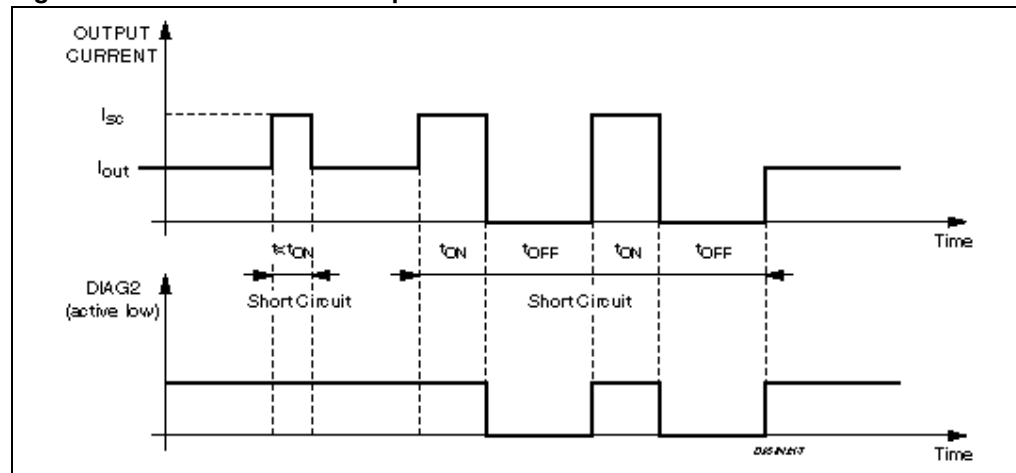 OUTPUT
CURRENT
Isc
Iout
t<tON
tON
tOFF
tON
tOFF
Time
DIAG2
(active low)
Short Circuit
Short Circuit
Time